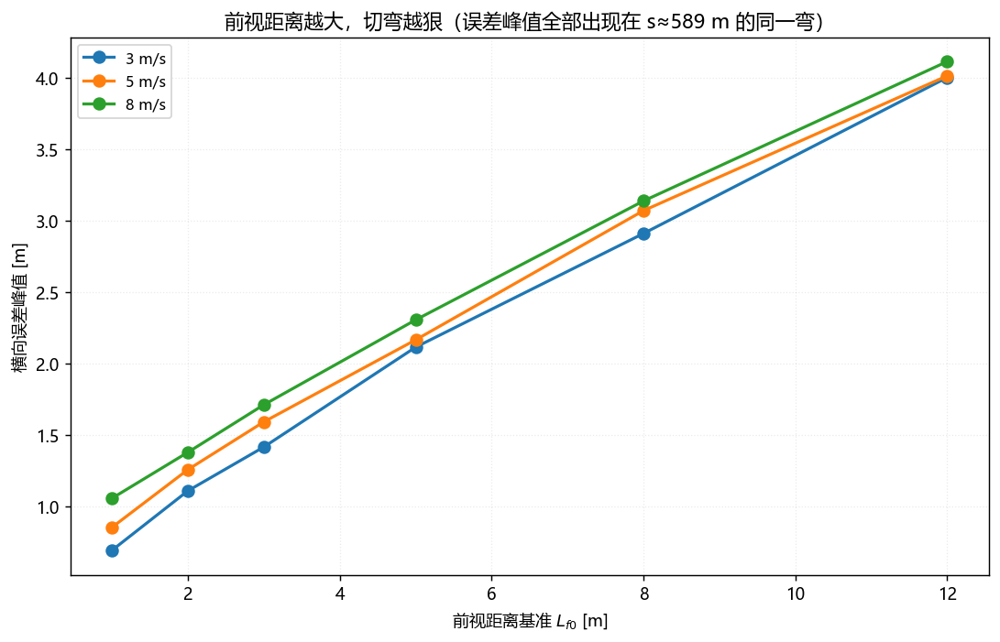 前视距离越大，切弯越狠（误差峰值全部出现在 s≈589 m 的同一弯）
3 m/s
5 m/s
8 m/s
横向误差峰值 [m]
4.0
3.5
3.0
2.5
2.0
1.5
1.0
2 4 6 8 10 12
前视距离基准 L_{f0} [m]